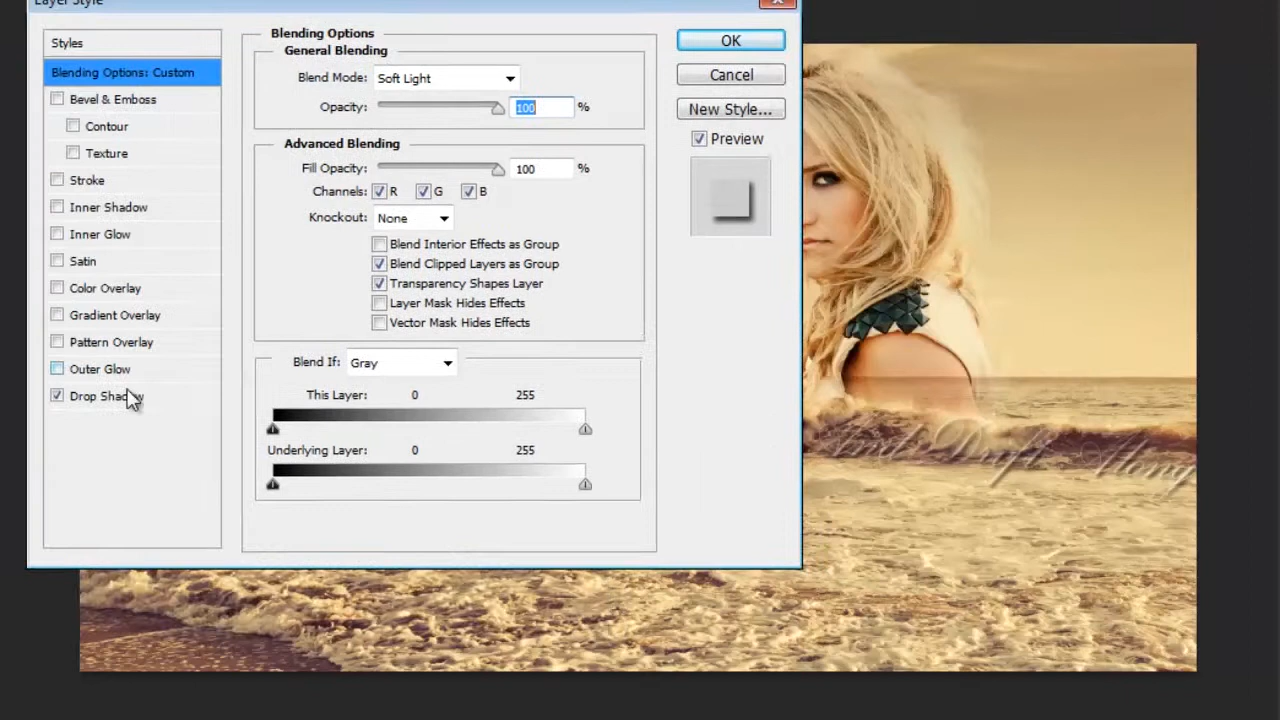 Layer Style
Styles
Blending Options: Custom
Bevel & Emboss
Contour
Texture
Stroke
Inner Shadow
Inner Glow
Satin
Color Overlay
Gradient Overlay
Pattern Overlay
Outer Glow
Drop Shadow
Blending Options
General Blending
Blend Mode: Soft Light
Opacity: 100 %
Advanced Blending
Fill Opacity: 100 %
Channels: R G B
Knockout: None
Blend Interior Effects as Group
Blend Clipped Layers as Group
Transparency Shapes Layer
Layer Mask Hides Effects
Vector Mask Hides Effects
Blend If: Gray
This Layer: 0 255
Underlying Layer: 0 255
OK
Cancel
New Style...
Preview
And Drift Along